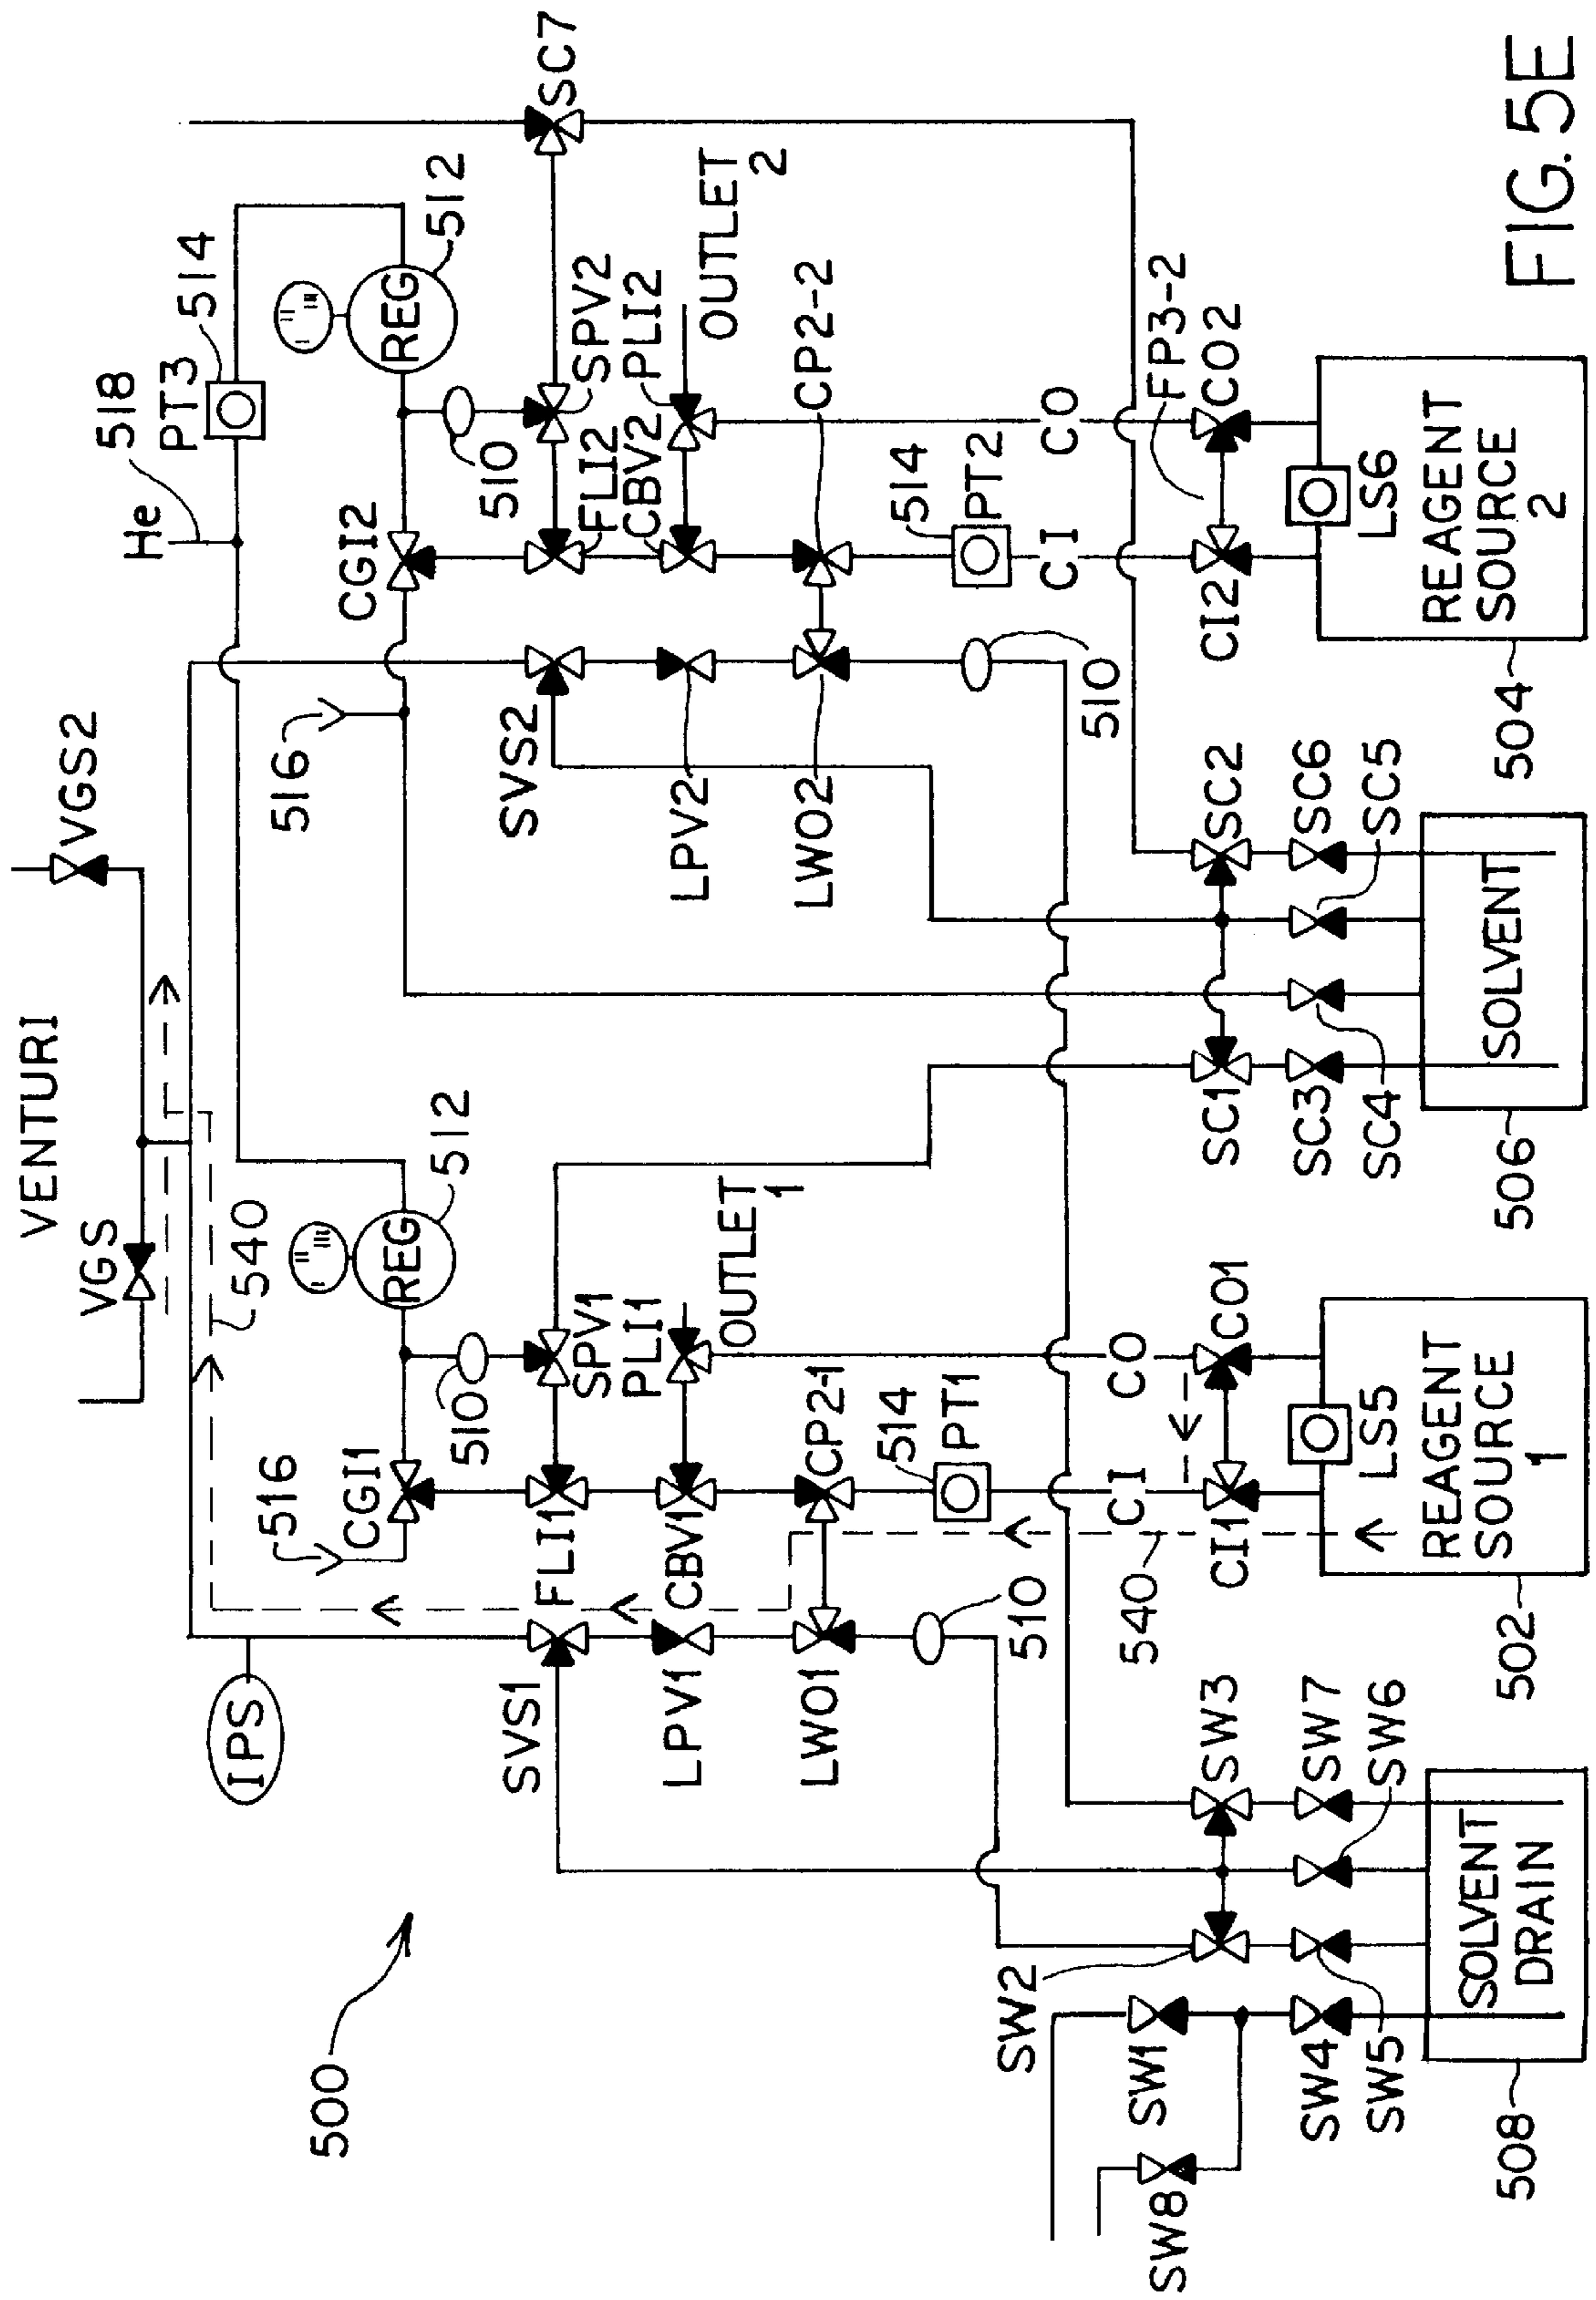 FIG. 5E
500
VENTURI
VGS
VGS2
He
518
PT3
514
SC7
IPS
516
CGI1
REG
512
540
510
SVS1
FLI1
SPV1
PLI1
OUTLET
1
LPV1
CBV1
CP2-1
LWO1
510
514
PT1
CI
CO
540
CI1
CO1
LS5
REAGENT
SOURCE
1
502
516
CGI2
REG
512
510
SVS2
FLI2
SPV2
CBV2
PLI2
OUTLET
2
LPV2
LWO2
CP2-2
510
514
PT2
CI
CO
FP3-2
CI2
CO2
LS6
REAGENT
SOURCE
2
504
SC1
SC2
SC3
SC4
SC5
SC6
SOLVENT
506
SW8
SW1
SW2
SW3
SW4
SW5
SW6
SW7
SOLVENT
DRAIN
508